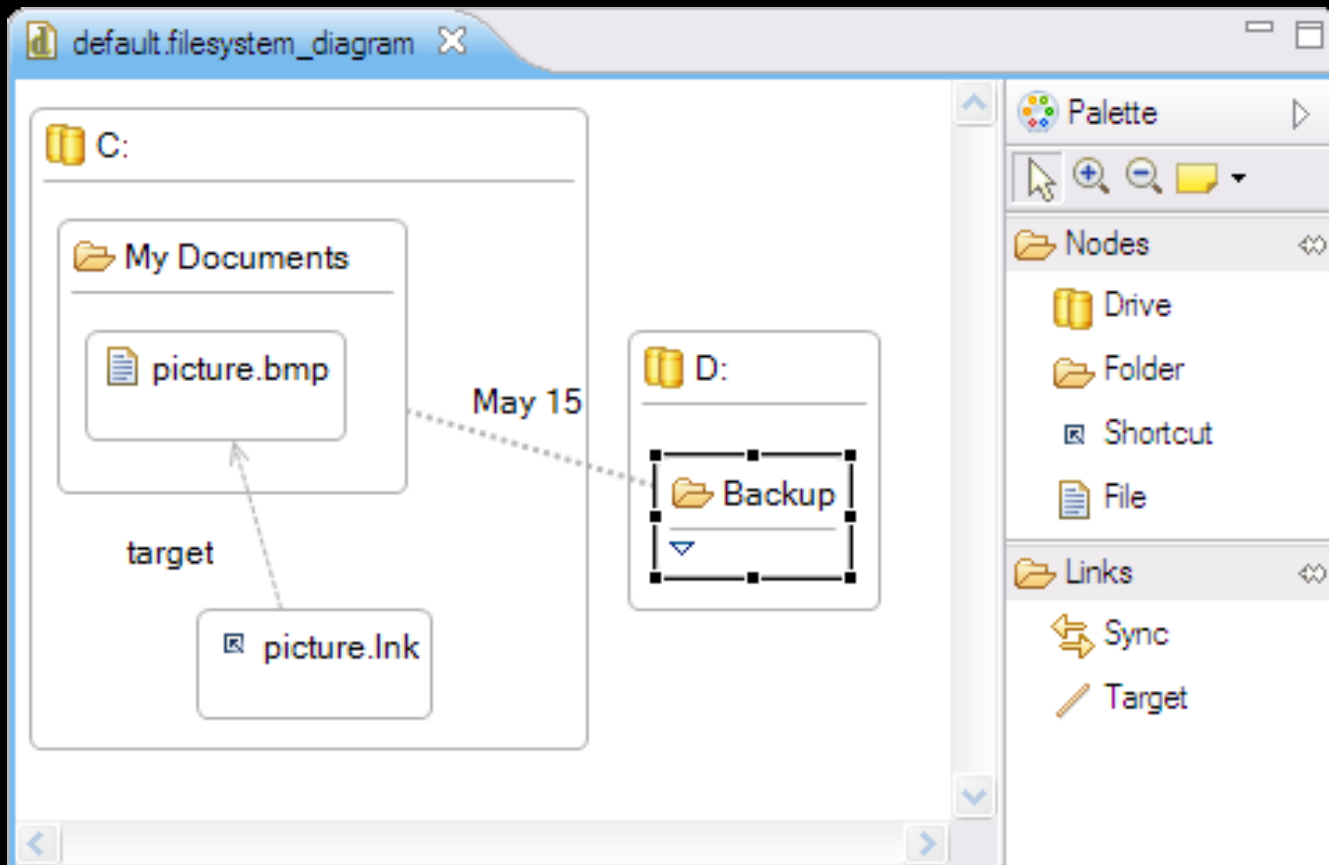 default.filesystem_diagram
C:
My Documents
picture.bmp
May 15
target
picture.lnk
D:
Backup
Palette
Nodes
Drive
Folder
Shortcut
File
Links
Sync
Target